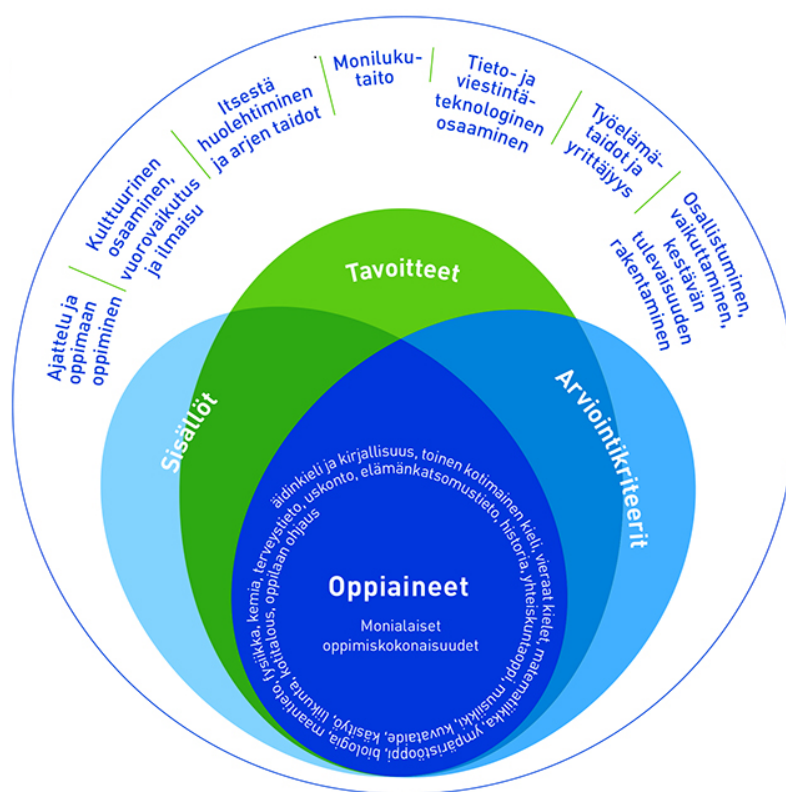 Ajattelu ja
oppimaan
oppiminen
Kulttuurinen
osaaminen,
vuorovaikutus
ja ilmaisu
Itsestä
huolehtiminen
ja arjen taidot
Moniluku-
taito
Tieto- ja
viestintä-
teknologinen
osaaminen
Työelämä-
taidot ja
yrittäjyys
Osallistuminen,
vaikuttaminen,
kestävän
tulevaisuuden
rakentaminen
Tavoitteet
Sisällöt
Arviointikriteerit
äidinkieli ja kirjallisuus, toinen kotimainen kieli, vieraat kielet, matematiikka ympäristöoppi, biologia, maantieto, fysiikka, kemia, terveystieto, uskonto, elämänkatsomustieto, historia, yhteiskuntaoppi, musiikki, kuvataide, käsityö, liikunta, kotitalous, oppilaan ohjaus
Oppiaineet
Monialaiset
oppimiskokonaisuudet